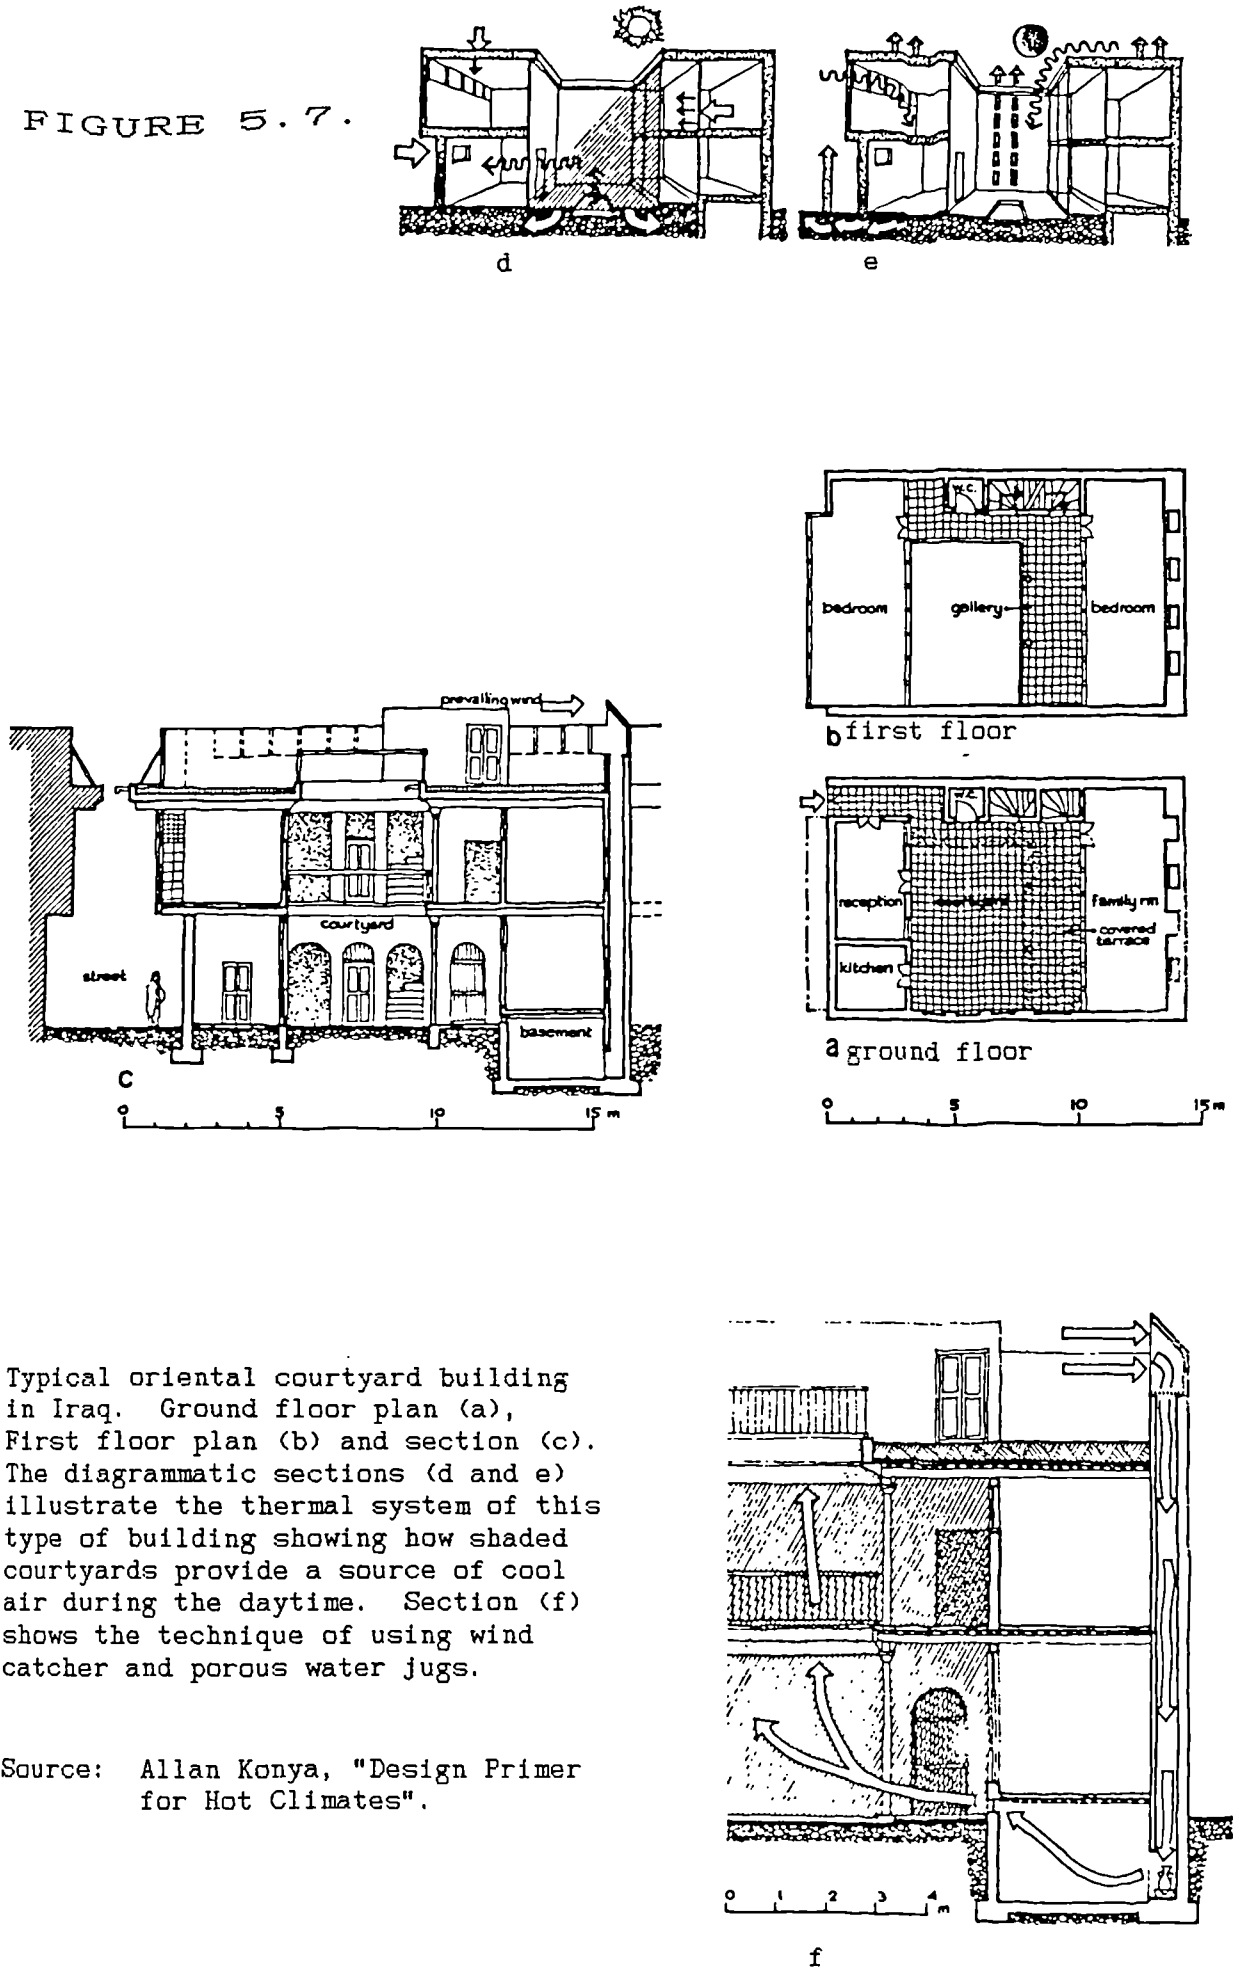 FIGURE 5.7.
d
e
W.C.
bedroom
gallery
bedroom
b first floor
prevailing wind
courtyard
street
basement
c
0 5 10 15 m
W.C.
reception
courtyard
family rm
covered
terrace
kitchen
a ground floor
0 5 10 15 m
Typical oriental courtyard building
in Iraq. Ground floor plan (a),
First floor plan (b) and section (c).
The diagrammatic sections (d and e)
illustrate the thermal system of this
type of building showing how shaded
courtyards provide a source of cool
air during the daytime. Section (f)
shows the technique of using wind
catcher and porous water jugs.
Source: Allan Konya, "Design Primer
for Hot Climates".
0 1 2 3 4
m
f